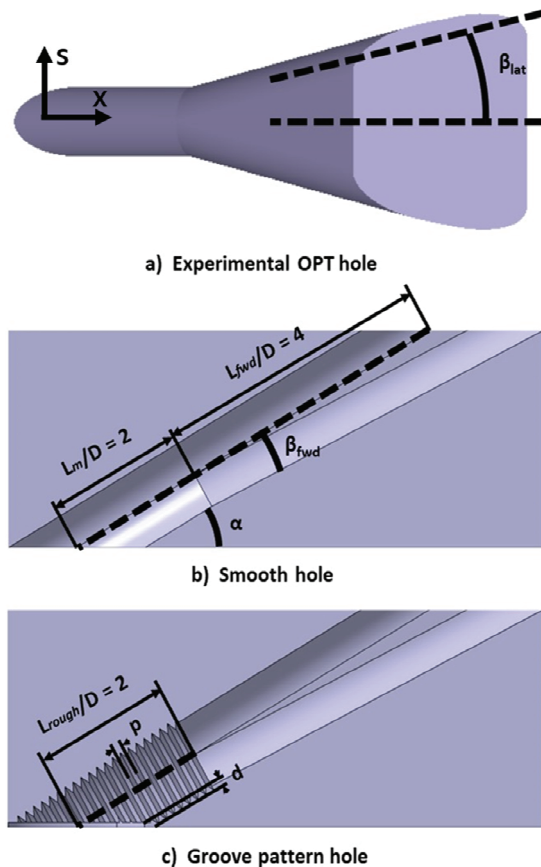 S
X
βlat
a) Experimental OPT hole
Lfwd/D = 4
Lm/D = 2
βfwd
α
b) Smooth hole
Lrough/D = 2
p
d
c) Groove pattern hole